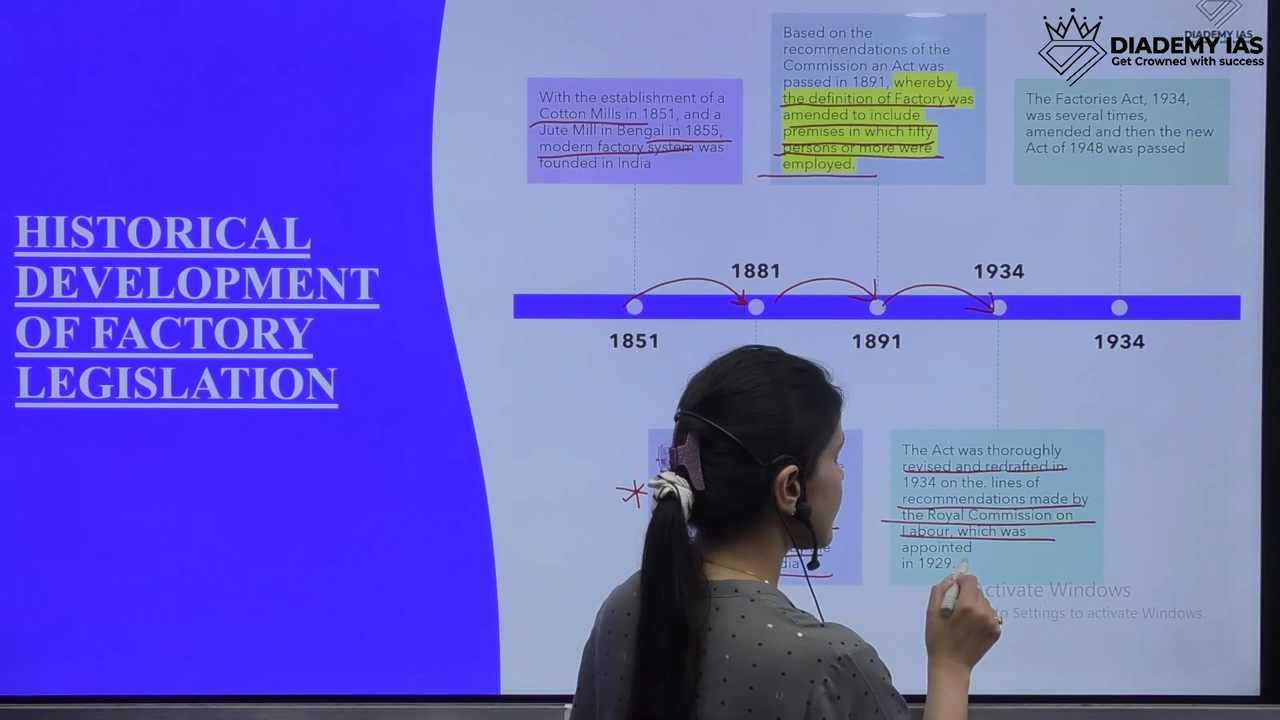 HISTORICAL
DEVELOPMENT
OF FACTORY
LEGISLATION
With the establishment of a
Cotton Mills in 1851, and a
Jute Mill in Bengal in 1855,
modern factory system was
founded in India
Based on the
recommendations of the
Commission an Act was
passed in 1891, whereby
the definition of Factory was
amended to include
premises in which fifty
persons or more were
employed.
The Factories Act, 1934,
was several times,
amended and then the new
Act of 1948 was passed
DIADEMY IAS
DIADEMY IAS
Get Crowned with success
1881
1934
1851
1891
1934
The Act was thoroughly
revised and redrafted in
1934 on the. lines of
recommendations made by
the Royal Commission on
Labour, which was
appointed
in 1929.
Activate Windows
to Settings to activate Windows.